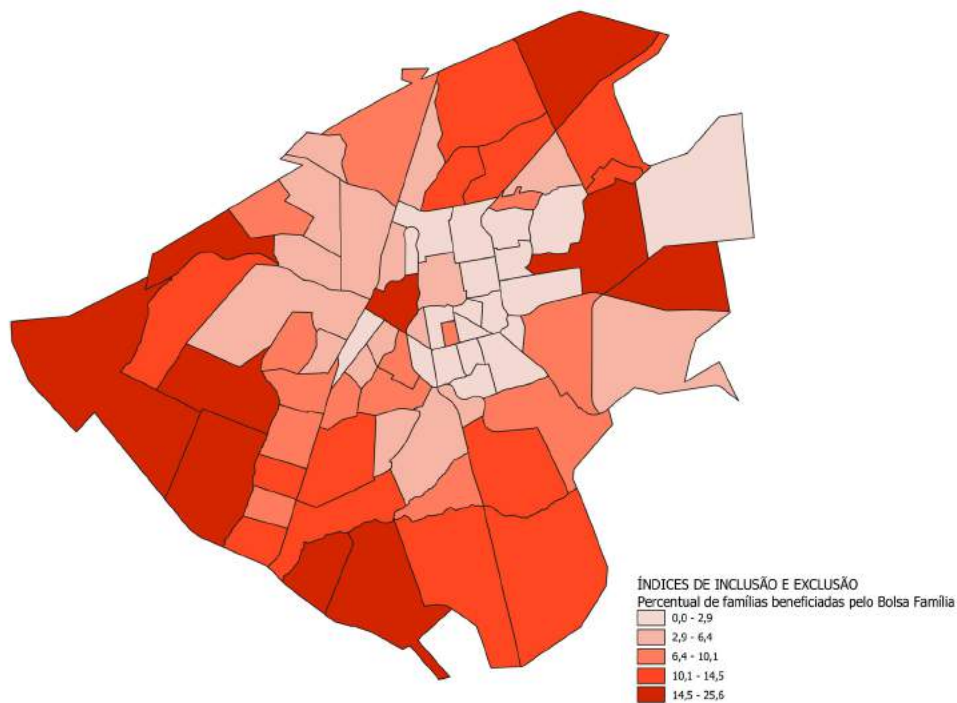 ÍNDICES DE INCLUSÃO E EXCLUSÃO
Percentual de famílias beneficiadas pelo Bolsa Família
0,0 - 2,9
2,9 - 6,4
6,4 - 10,1
10,1 - 14,5
14,5 - 25,6